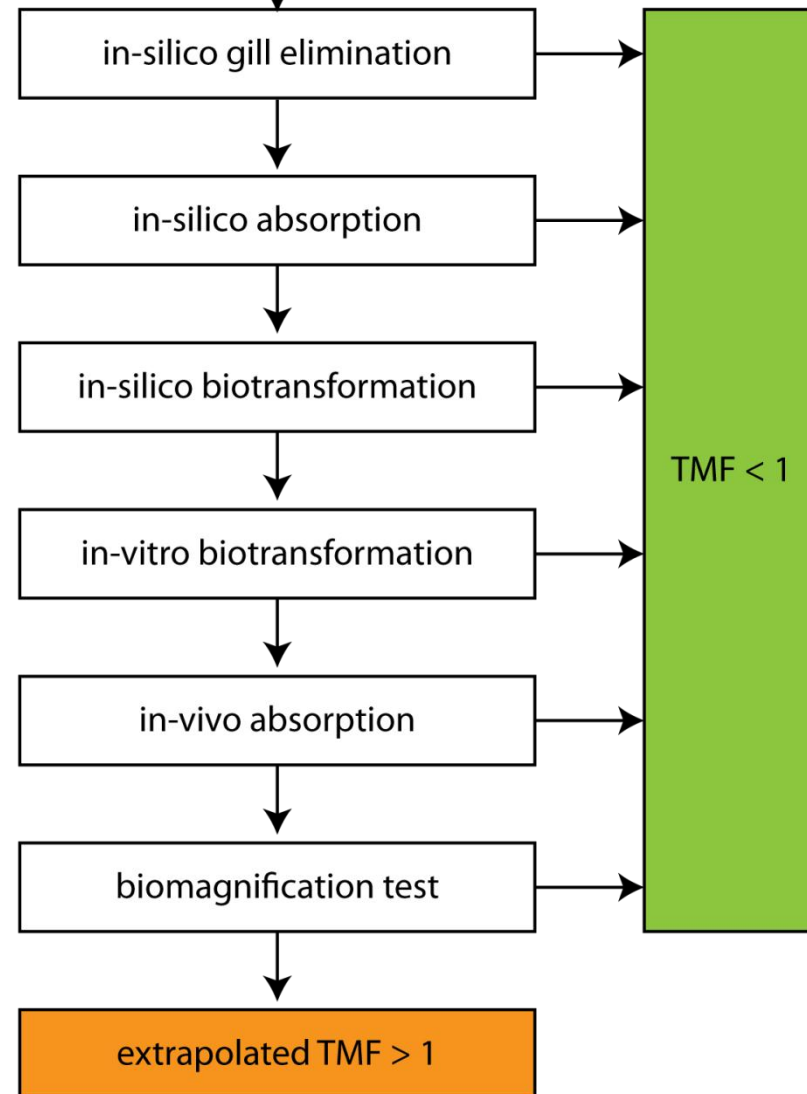 in-silico gill elimination
in-silico absorption
in-silico biotransformation
TMF < 1
in-vitro biotransformation
in-vivo absorption
biomagnification test
extrapolated TMF > 1